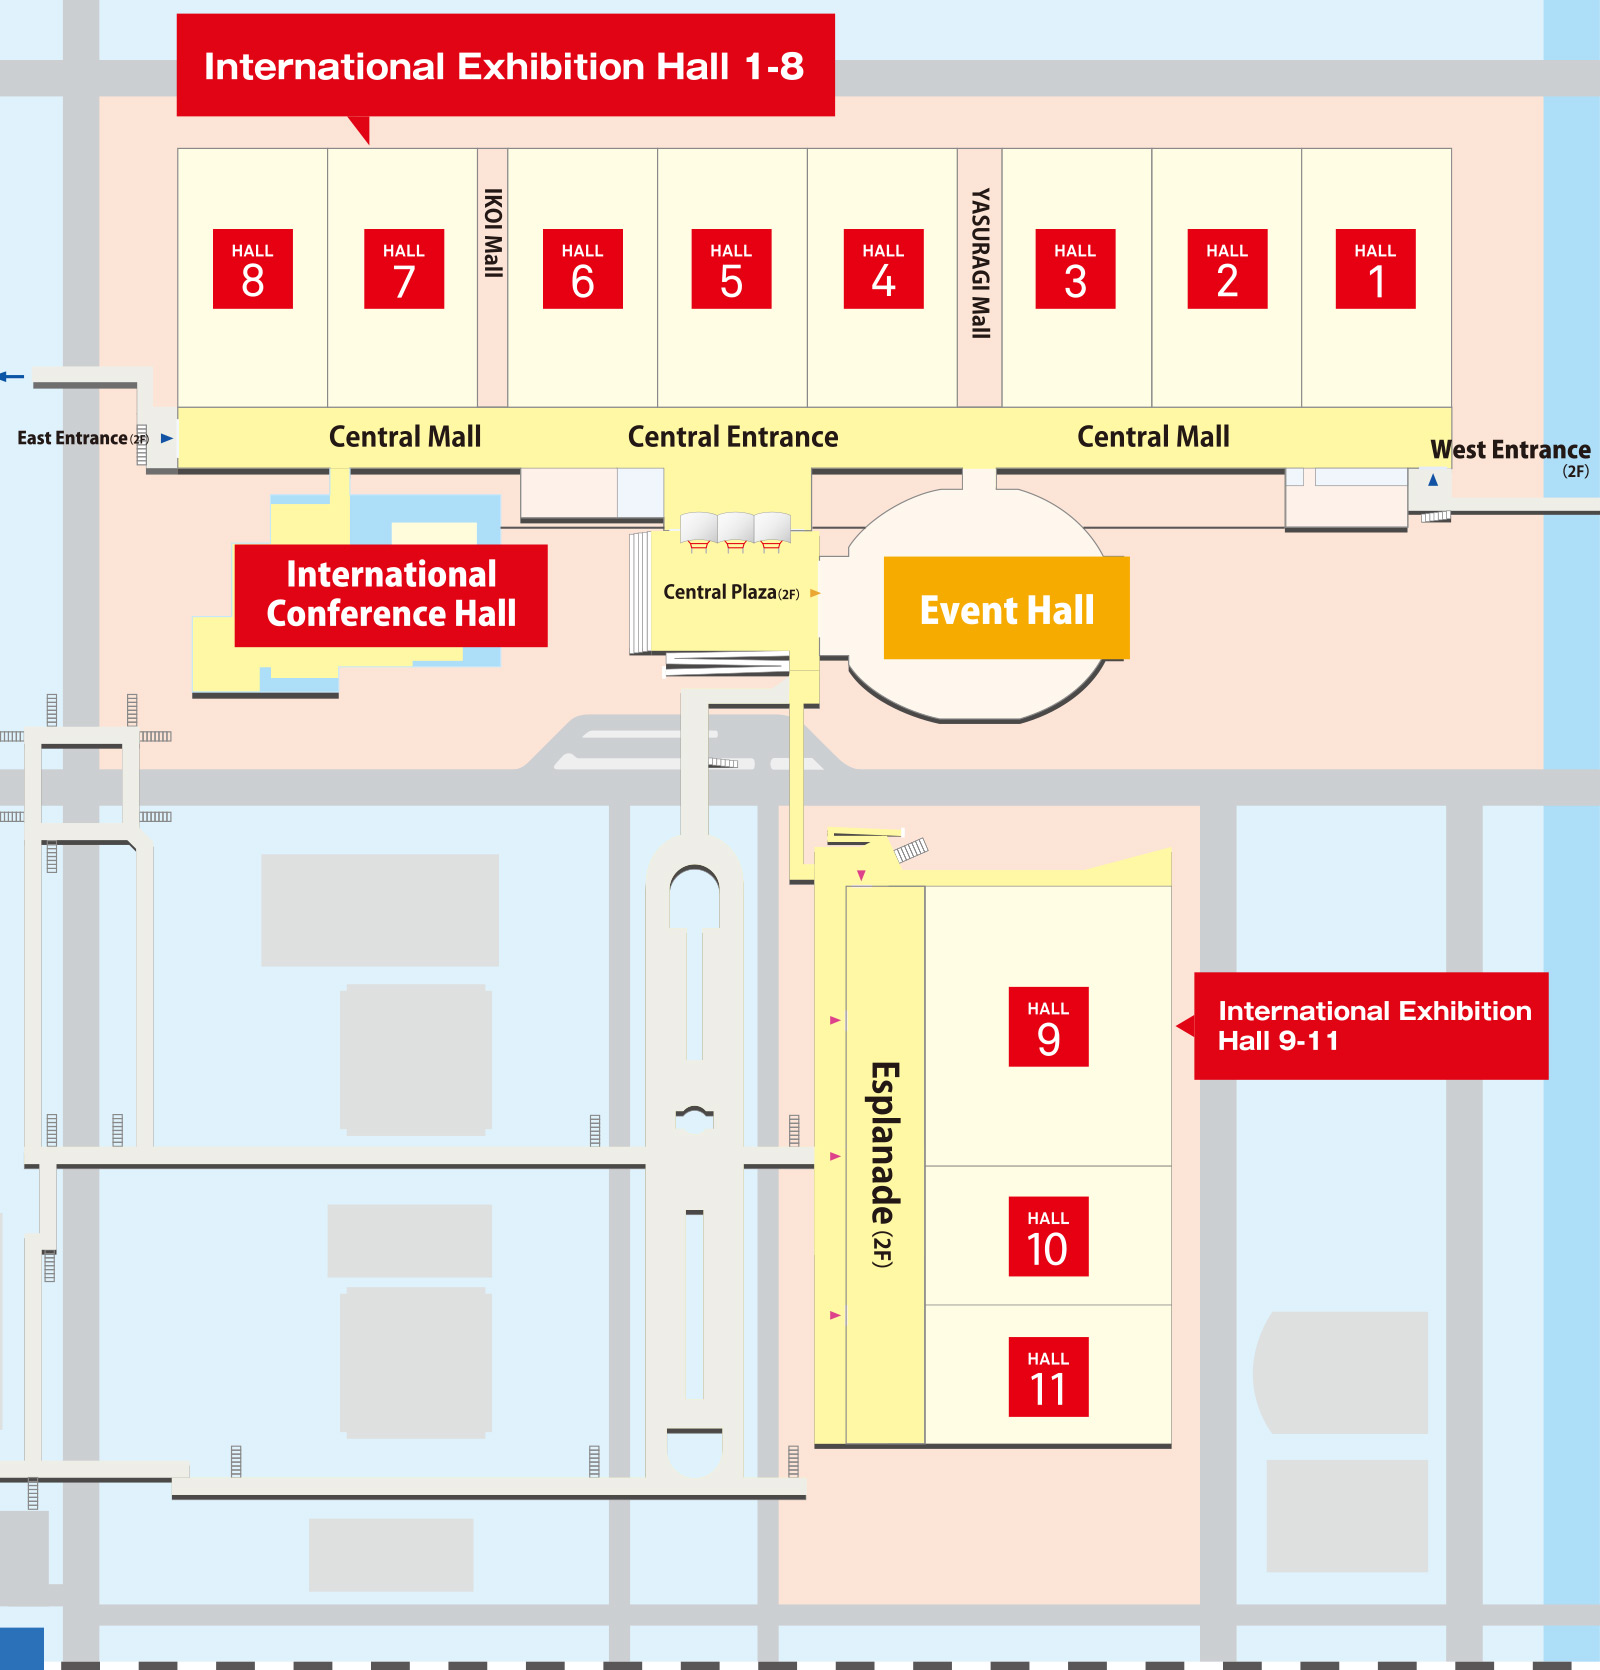 International Exhibition Hall 1-8
HALL
8
HALL
7
IKOI Mall
HALL
6
HALL
5
HALL
4
YASURAGI Mall
HALL
3
HALL
2
HALL
1
East Entrance (2F)
Central Mall
Central Entrance
Central Mall
West Entrance
(2F)
International
Conference Hall
Central Plaza (2F)
Event Hall
HALL
9
International Exhibition
Hall 9-11
Esplanade (2F)
HALL
10
HALL
11